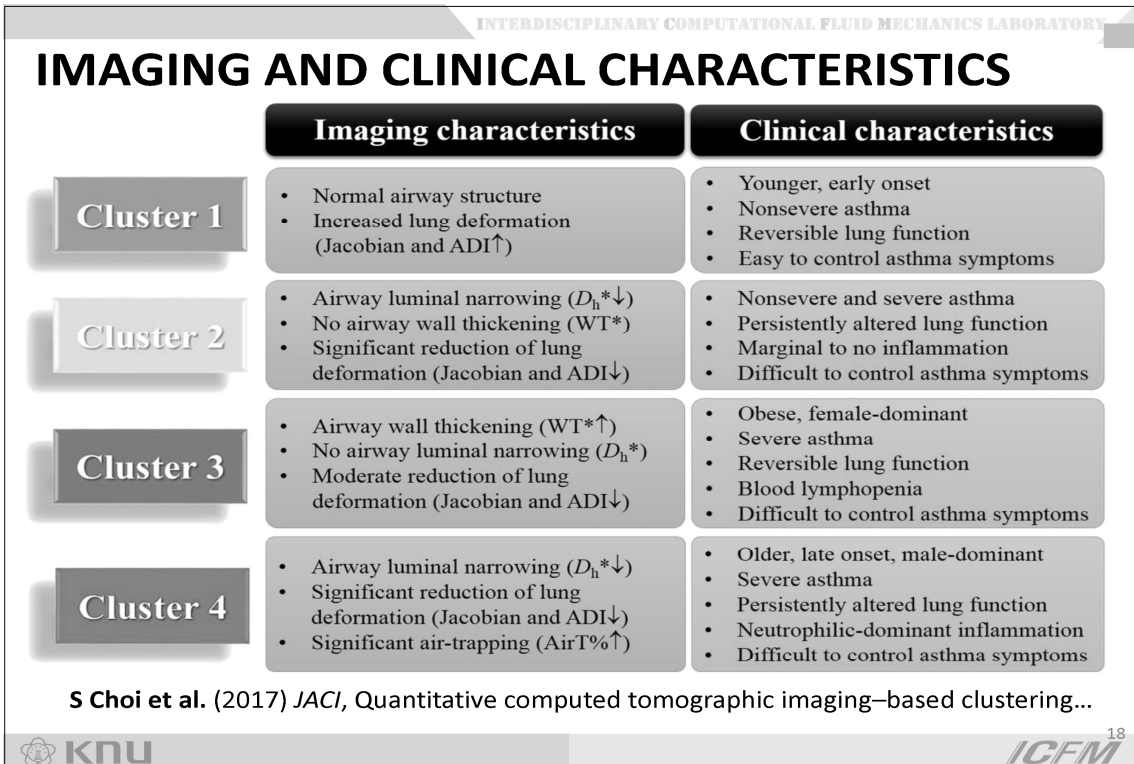 INTERDISCIPLINARY COMPUTATIONAL FLUID MECHANICS LABORATORY
IMAGING AND CLINICAL CHARACTERISTICS
Imaging characteristics
Clinical characteristics
Cluster 1
• Normal airway structure
• Increased lung deformation
(Jacobian and ADI↑)
• Younger, early onset
• Nonsevere asthma
• Reversible lung function
• Easy to control asthma symptoms
Cluster 2
• Airway luminal narrowing (Dh*↓)
• No airway wall thickening (WT*)
• Significant reduction of lung
deformation (Jacobian and ADI↓)
• Nonsevere and severe asthma
• Persistently altered lung function
• Marginal to no inflammation
• Difficult to control asthma symptoms
Cluster 3
• Airway wall thickening (WT*↑)
• No airway luminal narrowing (Dh*)
• Moderate reduction of lung
deformation (Jacobian and ADI↓)
• Obese, female-dominant
• Severe asthma
• Reversible lung function
• Blood lymphopenia
• Difficult to control asthma symptoms
Cluster 4
• Airway luminal narrowing (Dh*↓)
• Significant reduction of lung
deformation (Jacobian and ADI↓)
• Significant air-trapping (AirT%↑)
• Older, late onset, male-dominant
• Severe asthma
• Persistently altered lung function
• Neutrophilic-dominant inflammation
• Difficult to control asthma symptoms
S Choi et al. (2017) JACI, Quantitative computed tomographic imaging–based clustering…
18
KNU
ICFM